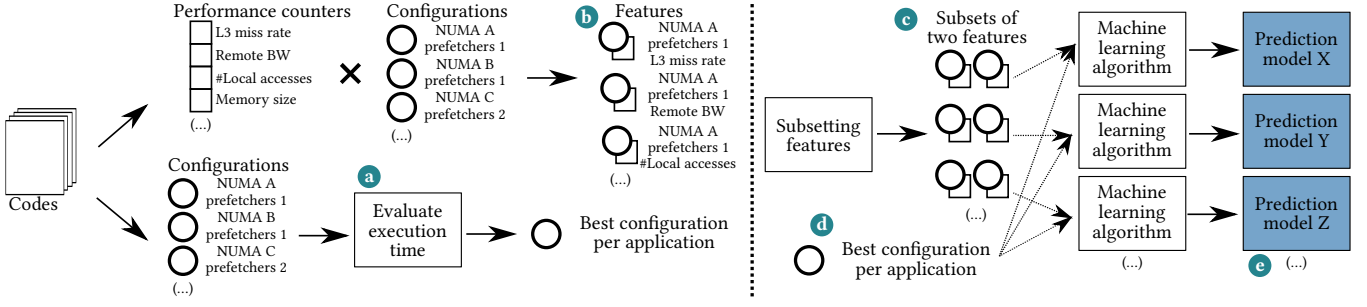 Performance counters
L3 miss rate
Remote BW
#Local accesses
Memory size
(...)
Configurations
NUMA A
prefetchers 1
NUMA B
prefetchers 1
NUMA C
prefetchers 2
(...)
b
Features
NUMA A
prefetchers 1
L3 miss rate
NUMA A
prefetchers 1
Remote BW
NUMA A
prefetchers 1
#Local accesses
(...)
Codes
Configurations
NUMA A
prefetchers 1
NUMA B
prefetchers 1
NUMA C
prefetchers 2
(...)
a
Evaluate
execution
time
Best configuration
per application
Subsetting
features
c
Subsets of
two features
(...)
d
Best configuration
per application
Machine
learning
algorithm
Machine
learning
algorithm
Machine
learning
algorithm
(...)
Prediction
model X
Prediction
model Y
Prediction
model Z
e
(...)